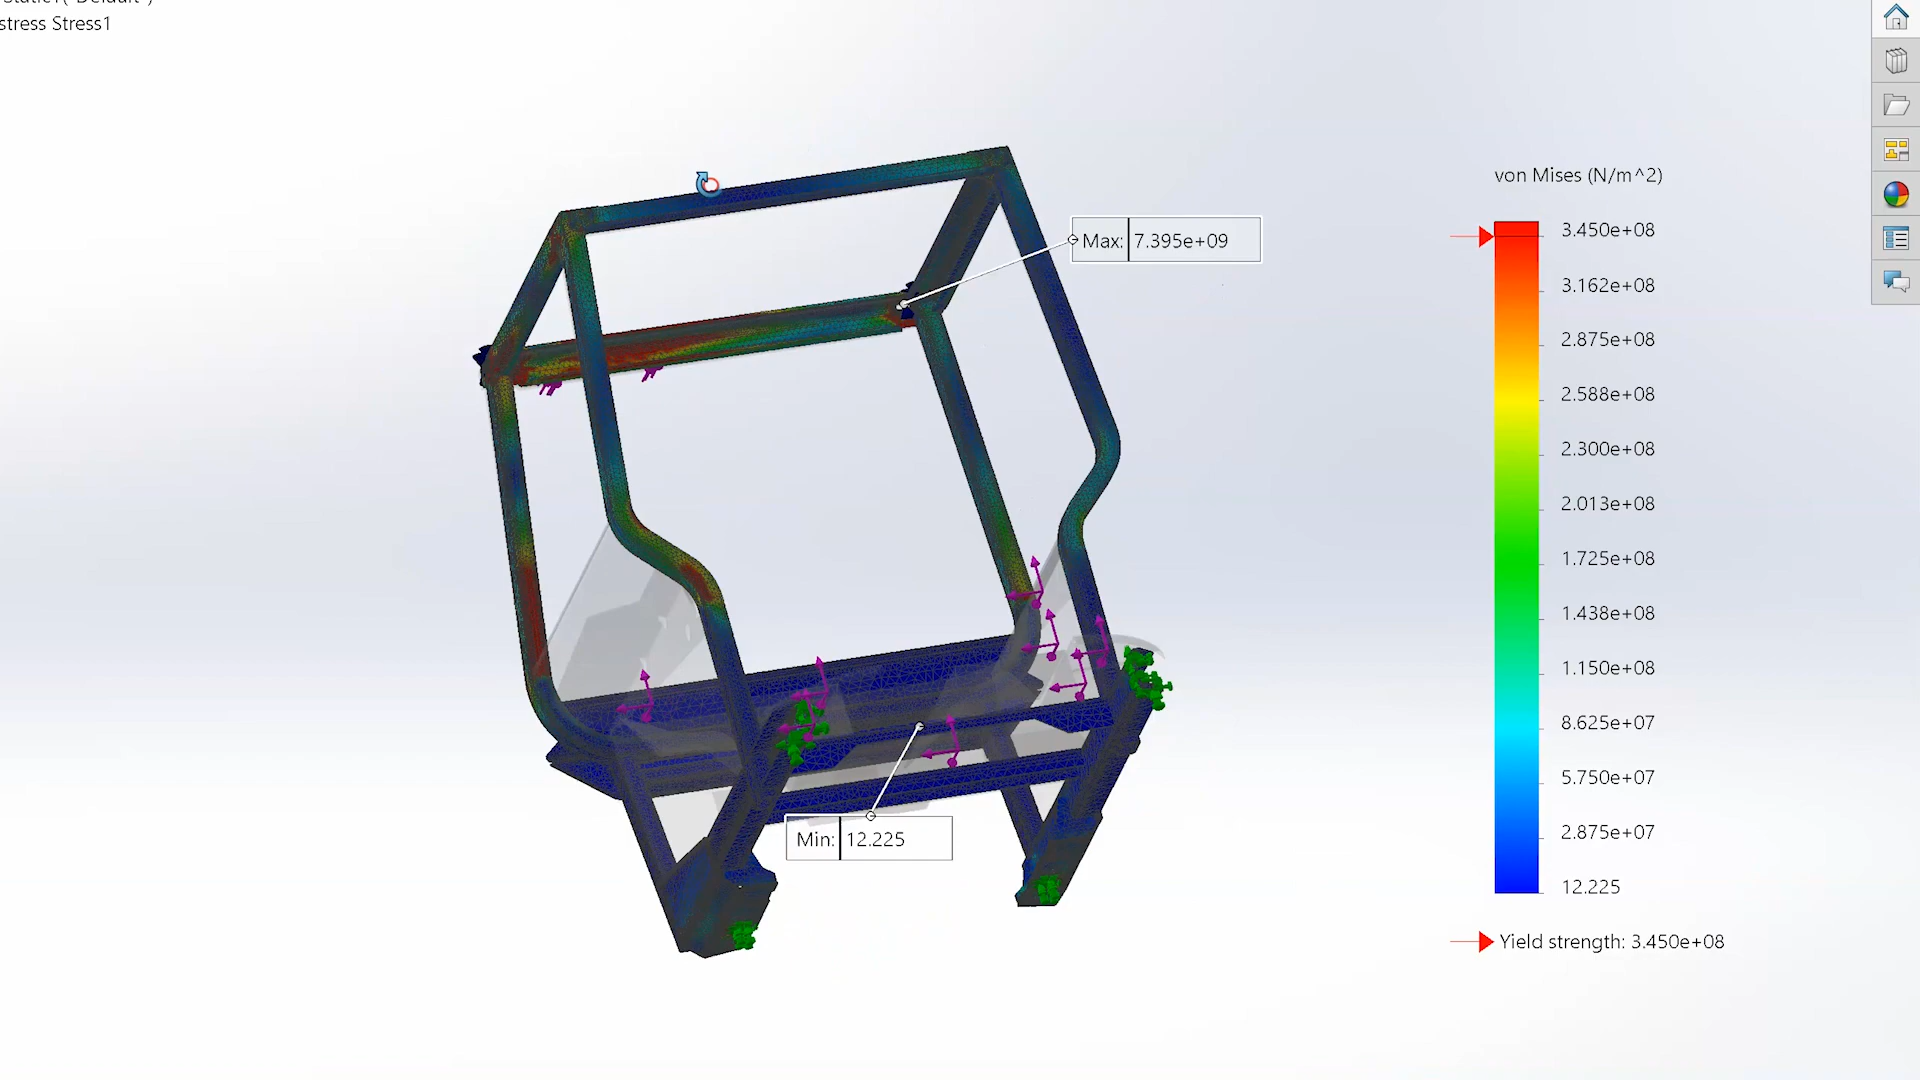 stress Stress1
von Mises (N/m^2)
3.450e+08
Max: 7.395e+09
3.162e+08
2.875e+08
2.588e+08
2.300e+08
2.013e+08
1.725e+08
1.438e+08
1.150e+08
8.625e+07
5.750e+07
2.875e+07
Min: 12.225
12.225
Yield strength: 3.450e+08